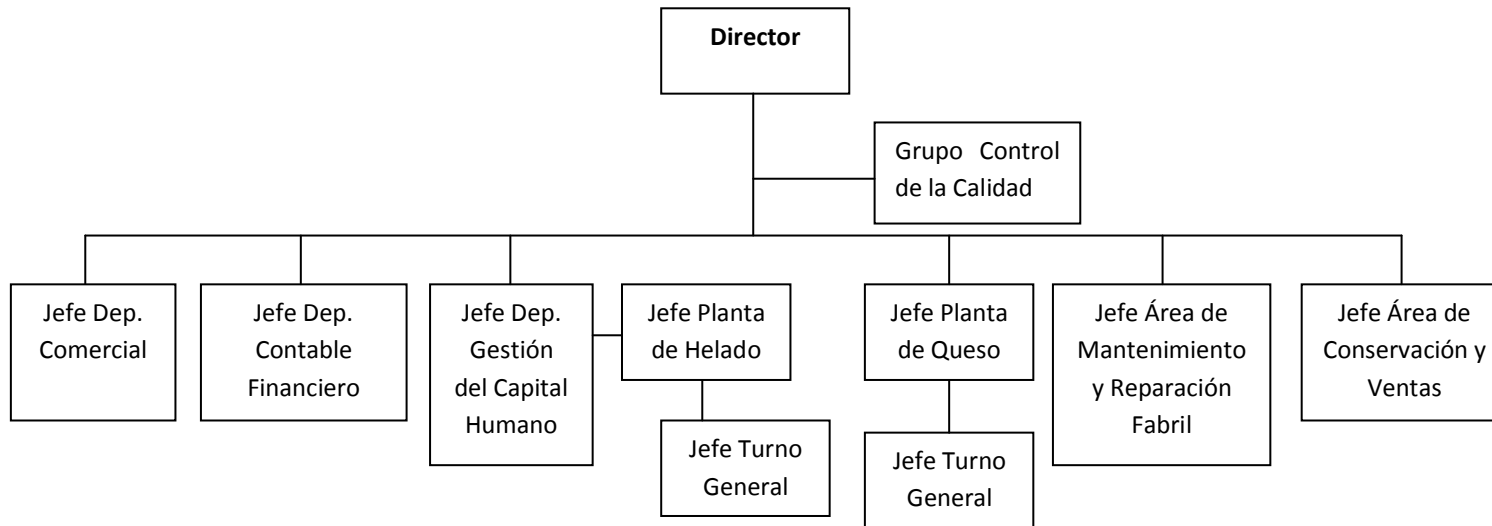 Director
Grupo Control
de la Calidad
Jefe Dep.
Comercial
Jefe Dep.
Contable
Financiero
Jefe Dep.
Gestión
del Capital
Humano
Jefe Planta
de Helado
Jefe Planta
de Queso
Jefe Área de
Mantenimiento
y Reparación
Fabril
Jefe Área de
Conservación y
Ventas
Jefe Turno
General
Jefe Turno
General